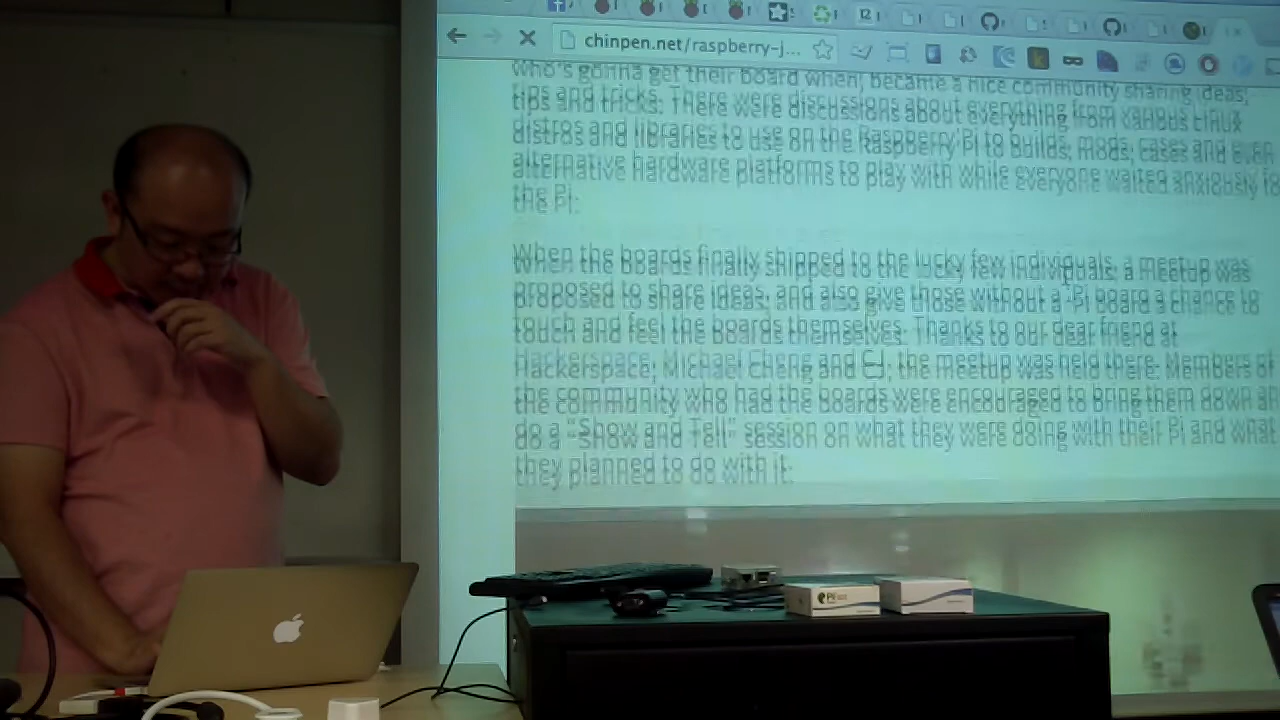 chinpen.net/raspberry-j...
who's gonna get their board when, became a nice community sharing ideas,
tips and tricks. There were discussions about everything from various Linux
distros and libraries to use on the Raspberry Pi to builds, mods, cases and even
alternative hardware platforms to play with while everyone waited anxiously fo
the Pi.
When the boards finally shipped to the lucky few individuals, a meetup was
proposed to share ideas, and also give those without a Pi board a chance to
touch and feel the boards themselves. Thanks to our dear friend at
Hackerspace, Michael Cheng and CJ, the meetup was held there. Members of
the community who had the boards were encouraged to bring them down an
do a "Show and Tell" session on what they were doing with their Pi and what
they planned to do with it.